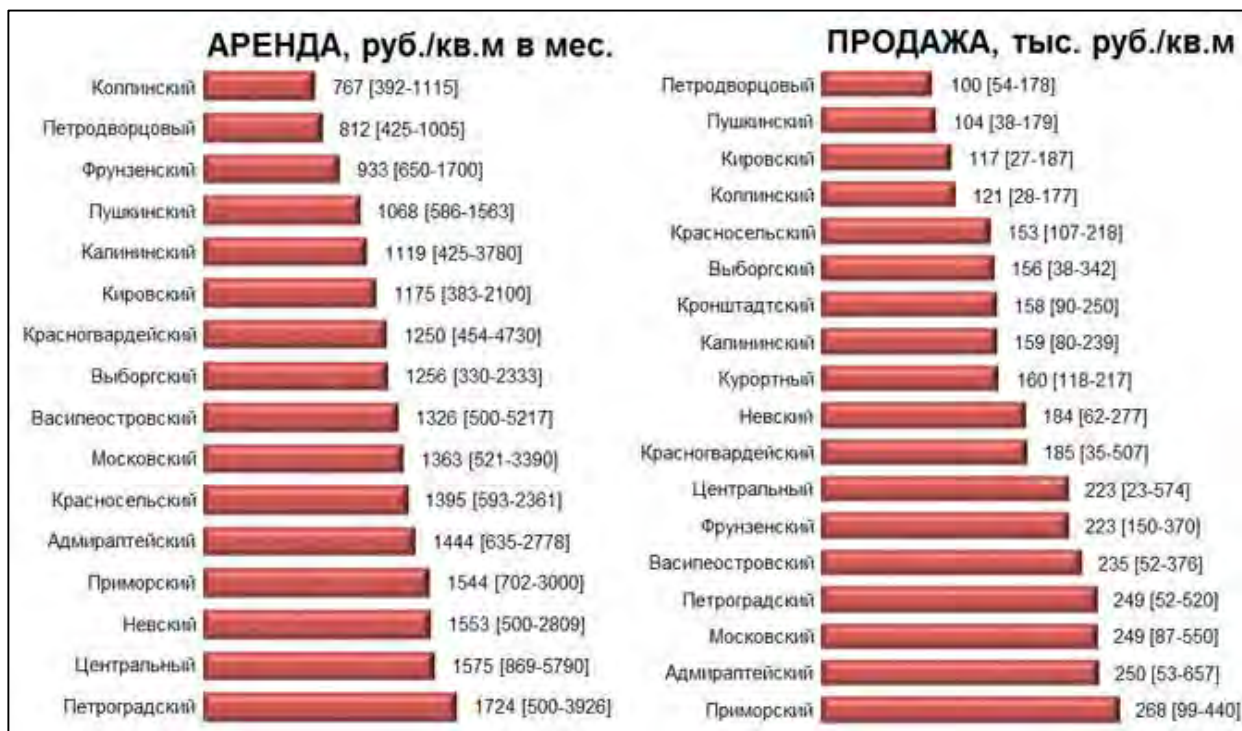 АРЕНДА, руб./кв.м в мес.
Колпинский 767 [392-1115]
Петродворцовый 812 [425-1005]
Фрунзенский 933 [650-1700]
Пушкинский 1068 [586-1563]
Калининский 1119 [425-3780]
Кировский 1175 [383-2100]
Красногвардейский 1250 [454-4730]
Выборгский 1256 [330-2333]
Василеостровский 1326 [500-5217]
Московский 1363 [521-3390]
Красносельский 1395 [593-2361]
Адмиралтейский 1444 [635-2778]
Приморский 1544 [702-3000]
Невский 1553 [500-2809]
Центральный 1575 [869-5790]
Петроградский 1724 [500-3926]
ПРОДАЖА, тыс. руб./кв.м
Петродворцовый 100 [54-178]
Пушкинский 104 [38-179]
Кировский 117 [27-187]
Колпинский 121 [28-177]
Красносельский 153 [107-218]
Выборгский 156 [38-342]
Кронштадтский 158 [90-250]
Калининский 159 [80-239]
Курортный 160 [118-217]
Невский 184 [62-277]
Красногвардейский 185 [35-507]
Центральный 223 [23-574]
Фрунзенский 223 [150-370]
Василеостровский 235 [52-376]
Петроградский 249 [52-520]
Московский 249 [87-550]
Адмиралтейский 250 [53-657]
Приморский 268 [99-440]